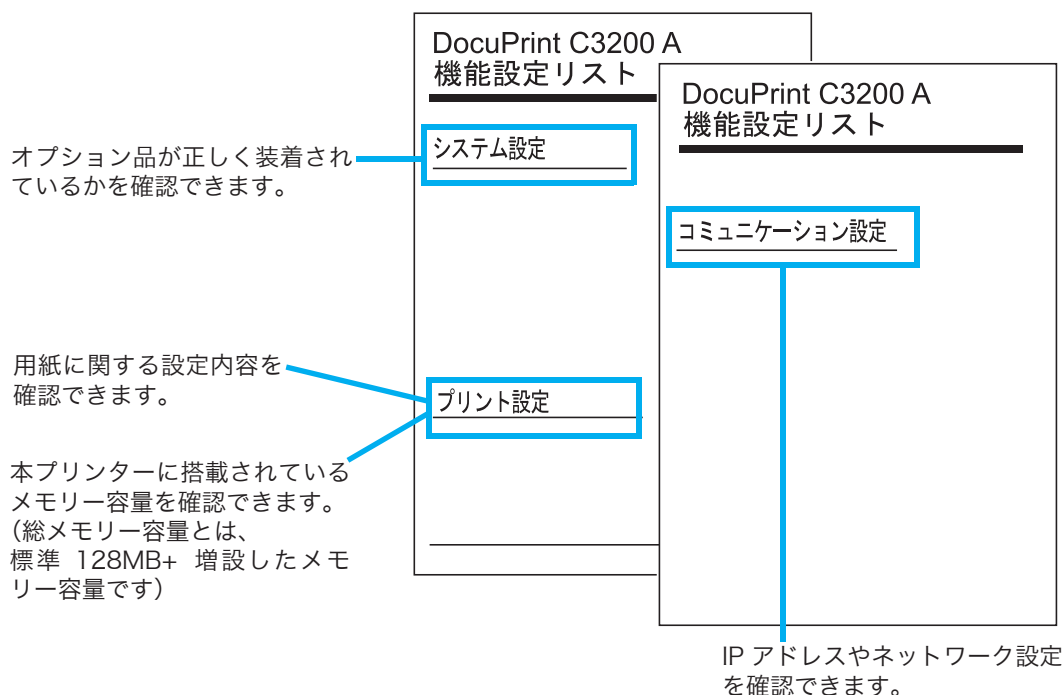 DocuPrint C3200 A
機能設定リスト
システム設定
オプション品が正しく装着され
ているかを確認できます。
用紙に関する設定内容を
確認できます。
プリント設定
本プリンターに搭載されている
メモリー容量を確認できます。
(総メモリー容量とは、
標準 128MB+ 増設したメモ
リー容量です)
DocuPrint C3200 A
機能設定リスト
コミュニケーション設定
IP アドレスやネットワーク設定
を確認できます。